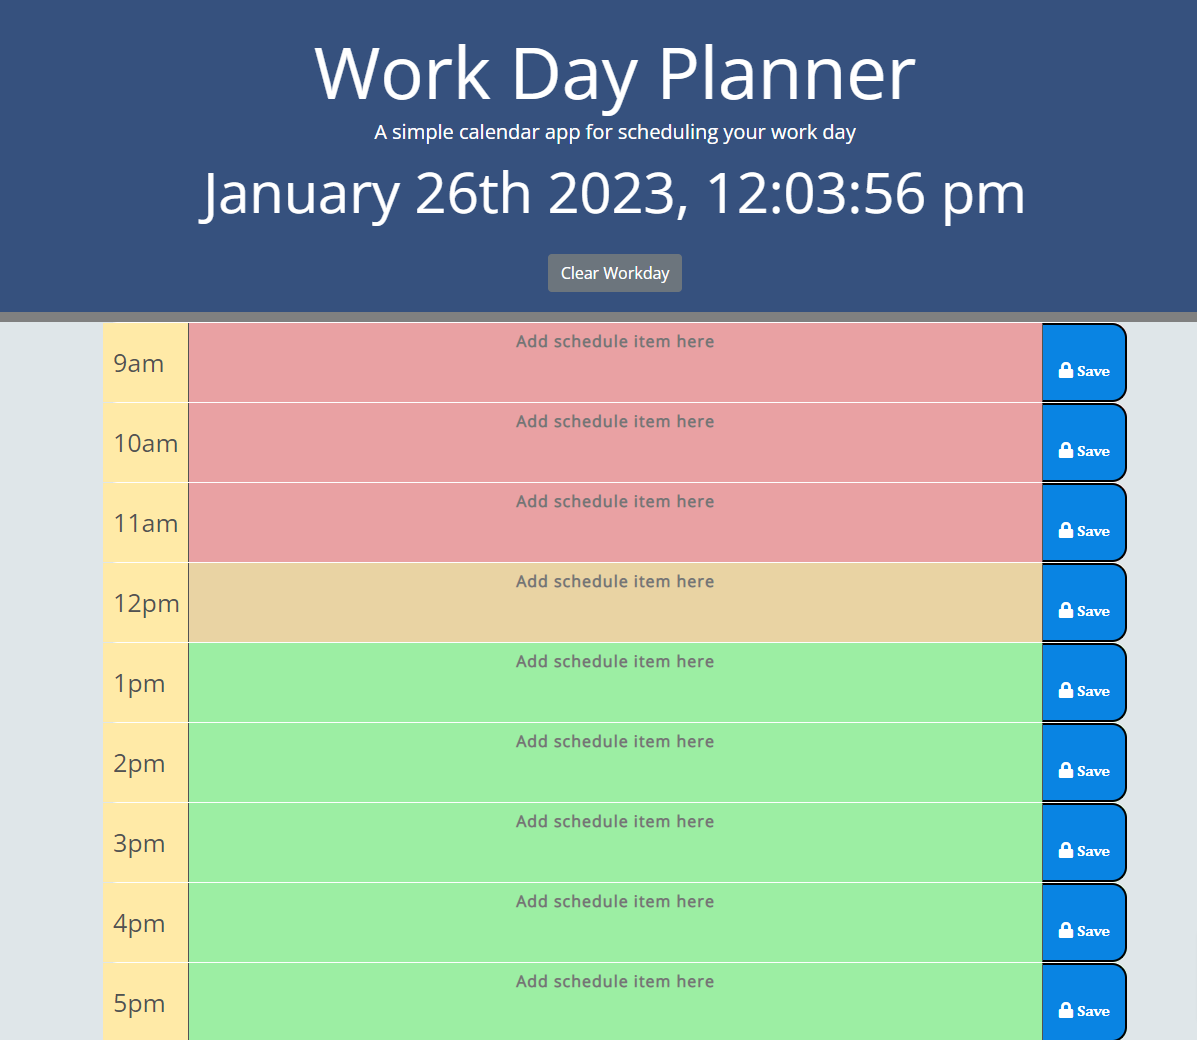 Work Day Planner
A simple calendar app for scheduling your work day
January 26th 2023, 12:03:56 pm
Clear Workday
9am Add schedule item here Save
10am Add schedule item here Save
11am Add schedule item here Save
12pm Add schedule item here Save
1pm Add schedule item here Save
2pm Add schedule item here Save
3pm Add schedule item here Save
4pm Add schedule item here Save
5pm Add schedule item here Save